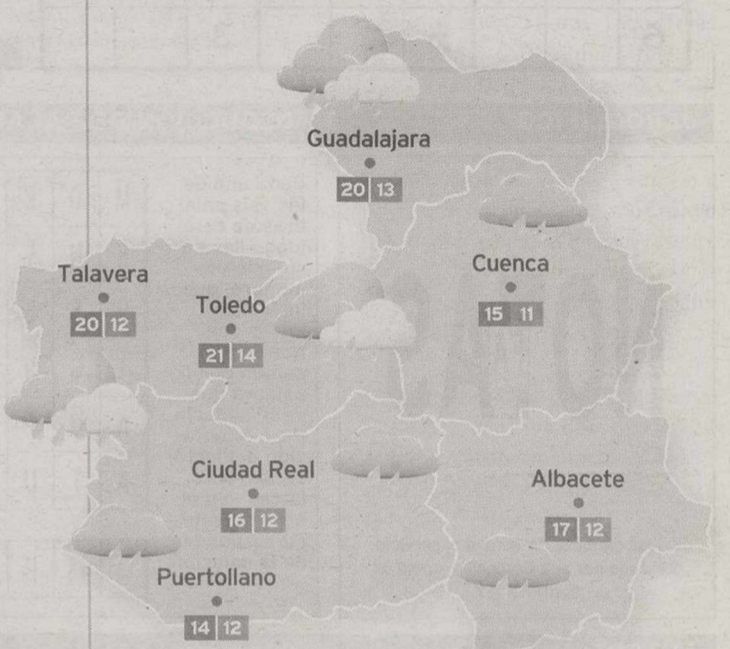 Guadalajara
20 13
Talavera
20 12
Toledo
21 14
Cuenca
15 11
Ciudad Real
16 12
Albacete
17 12
Puertollano
14 12